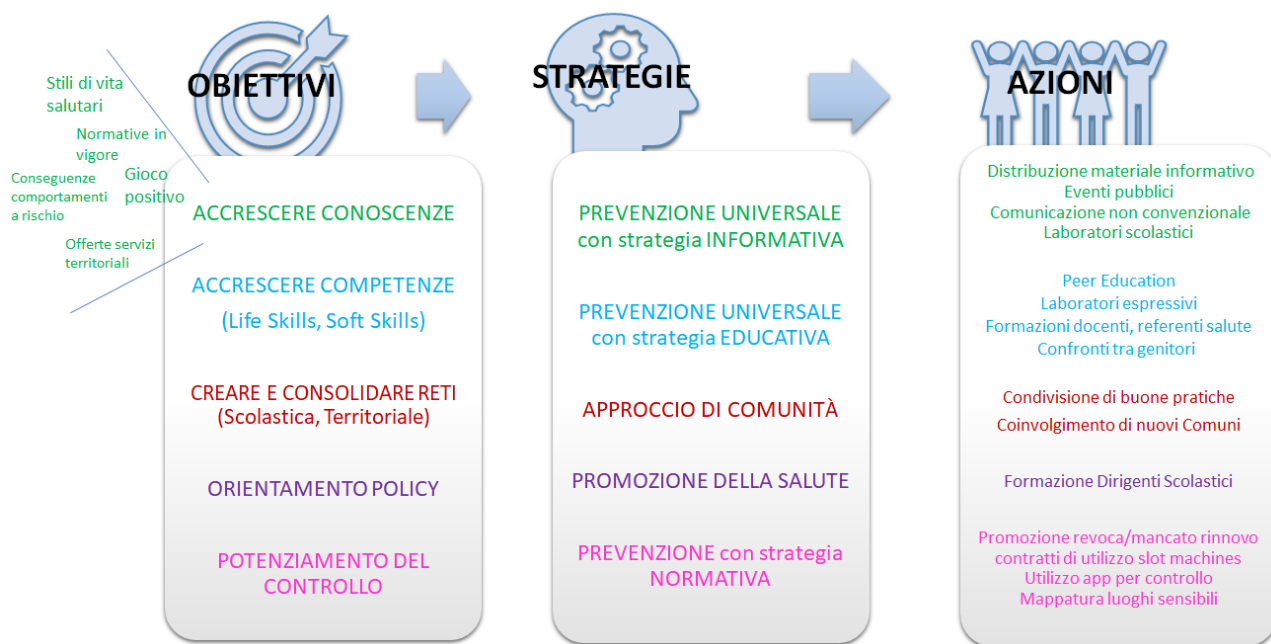 OBIETTIVI
STRATEGIE
AZIONI
Stili di vita
salutari
Normative in
vigore
Conseguenze
comportamenti
a rischio
Gioco
positivo
Offerte servizi
territoriali
ACCRESCERE CONOSCENZE
ACCRESCERE COMPETENZE
(Life Skills, Soft Skills)
CREARE E CONSOLIDARE RETI
(Scolastica, Territoriale)
ORIENTAMENTO POLICY
POTENZIAMENTO DEL
CONTROLLO
PREVENZIONE UNIVERSALE
con strategia INFORMATIVA
PREVENZIONE UNIVERSALE
con strategia EDUCATIVA
APPROCCIO DI COMUNITÀ
PROMOZIONE DELLA SALUTE
PREVENZIONE con strategia
NORMATIVA
Distribuzione materiale informativo
Eventi pubblici
Comunicazione non convenzionale
Laboratori scolastici
Peer Education
Laboratori espressivi
Formazioni docenti, referenti salute
Confronti tra genitori
Condivisione di buone pratiche
Coinvolgimento di nuovi Comuni
Formazione Dirigenti Scolastici
Promozione revoca/mancato rinnovo
contratti di utilizzo slot machines
Utilizzo app per controllo
Mappatura luoghi sensibili